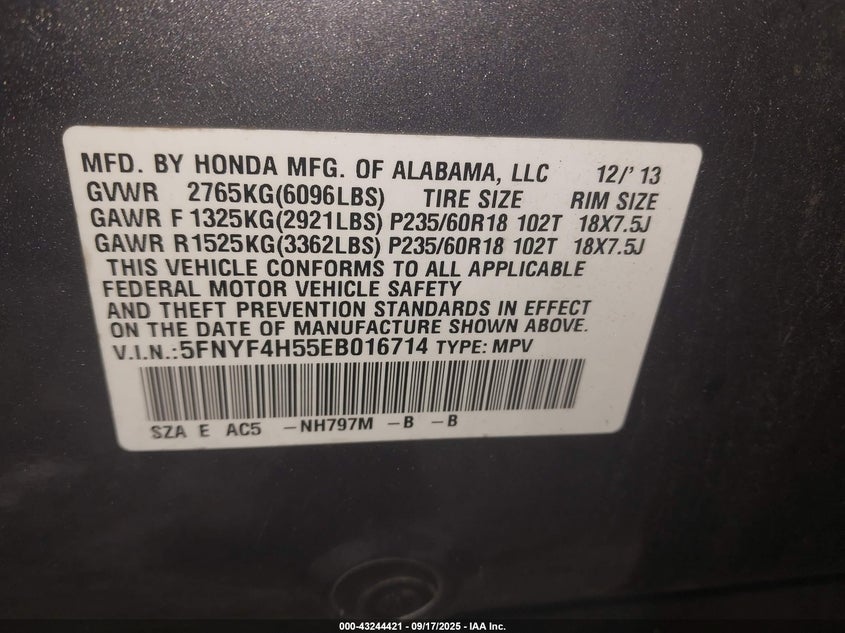 MFD. BY HONDA MFG. OF ALABAMA, LLC 12/'13
GVWR 2765KG(6096LBS) TIRE SIZE RIM SIZE
GAWR F 1325KG(2921LBS) P235/60R18 102T 18X7.5J
GAWR R1525KG(3362LBS) P235/60R18 102T 18X7.5J
THIS VEHICLE CONFORMS TO ALL APPLICABLE
FEDERAL MOTOR VEHICLE SAFETY
AND THEFT PREVENTION STANDARDS IN EFFECT
ON THE DATE OF MANUFACTURE SHOWN ABOVE.
V.I.N.:5FNYF4H55EB016714 TYPE: MPV
SZA E AC5 -NH797M -B -B
000-43244421 - 09/17/2025 - IAA Inc.